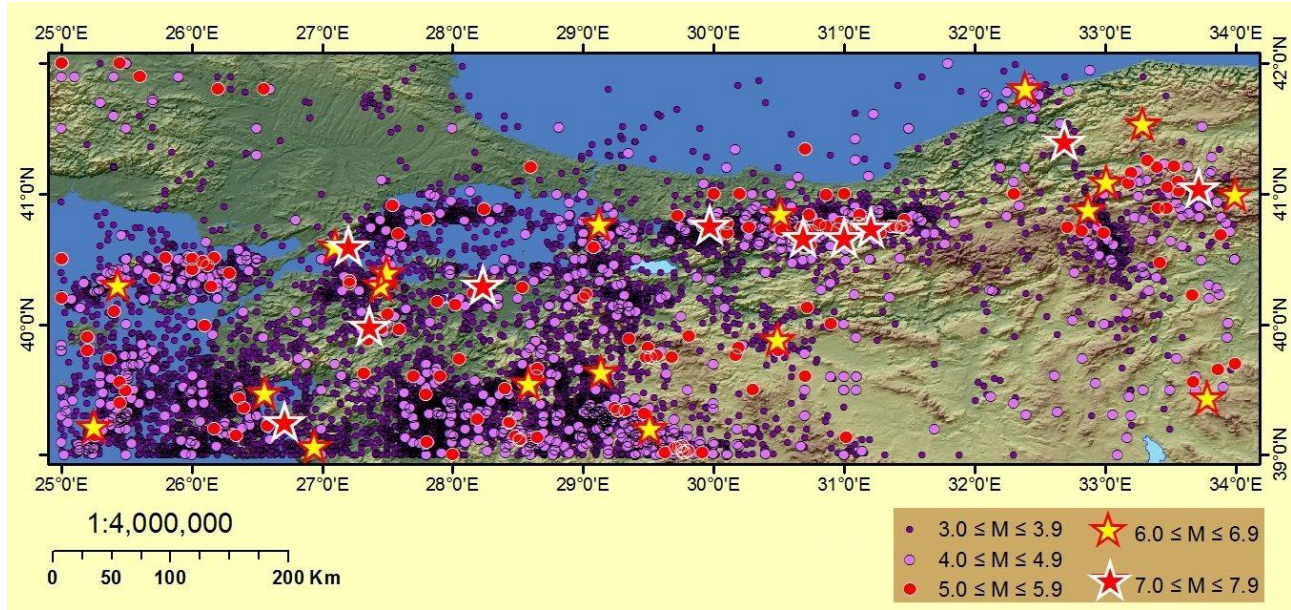 25°0'E 26°0'E 27°0'E 28°0'E 29°0'E 30°0'E 31°0'E 32°0'E 33°0'E 34°0'E
42°0'N
41°0'N 41°0'N
40°0'N 40°0'N
39°0'N 39°0'N
25°0'E 26°0'E 27°0'E 28°0'E 29°0'E 30°0'E 31°0'E 32°0'E 33°0'E 34°0'E
1:4,000,000
0 50 100 200 Km
3.0 ≤ M ≤ 3.9
4.0 ≤ M ≤ 4.9
5.0 ≤ M ≤ 5.9
6.0 ≤ M ≤ 6.9
7.0 ≤ M ≤ 7.9